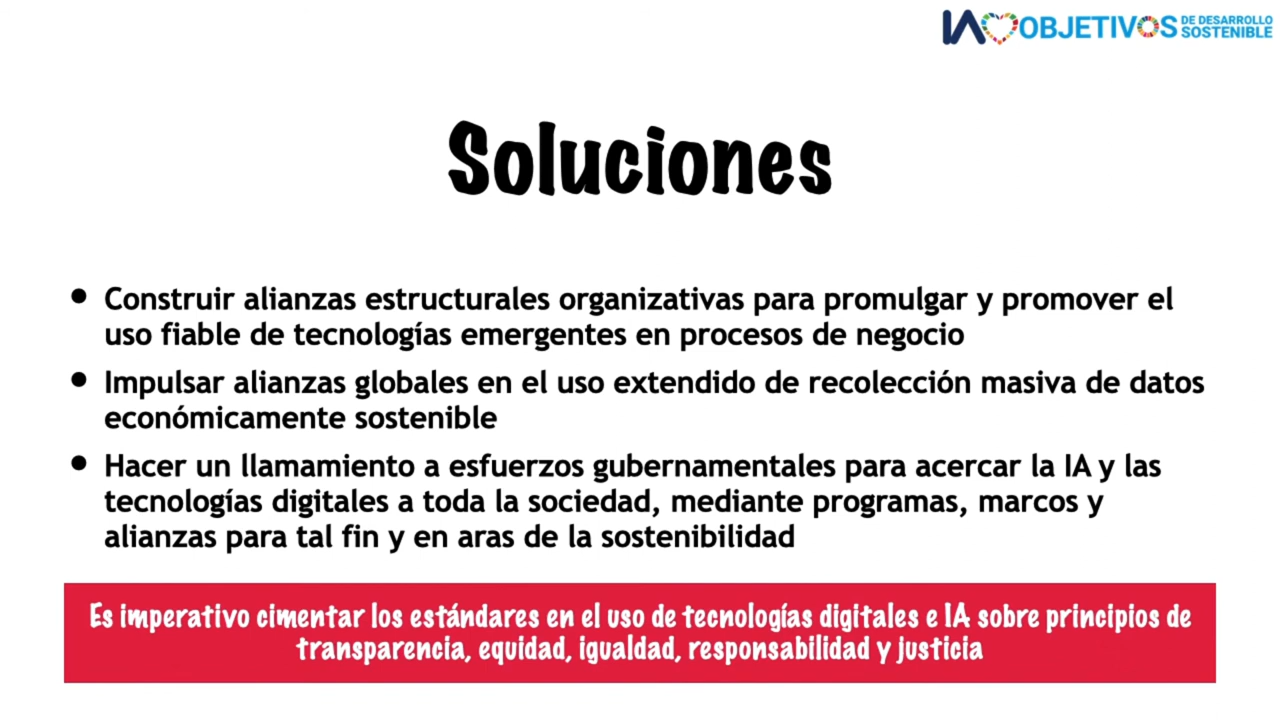 IA OBJETIVOS DE DESARROLLO
SOSTENIBLE
Soluciones
• Construir alianzas estructurales organizativas para promulgar y promover el
uso fiable de tecnologías emergentes en procesos de negocio
• Impulsar alianzas globales en el uso extendido de recolección masiva de datos
económicamente sostenible
• Hacer un llamamiento a esfuerzos gubernamentales para acercar la IA y las
tecnologías digitales a toda la sociedad, mediante programas, marcos y
alianzas para tal fin y en aras de la sostenibilidad
Es imperativo cimentar los estándares en el uso de tecnologías digitales e IA sobre principios de
transparencia, equidad, igualdad, responsabilidad y justicia